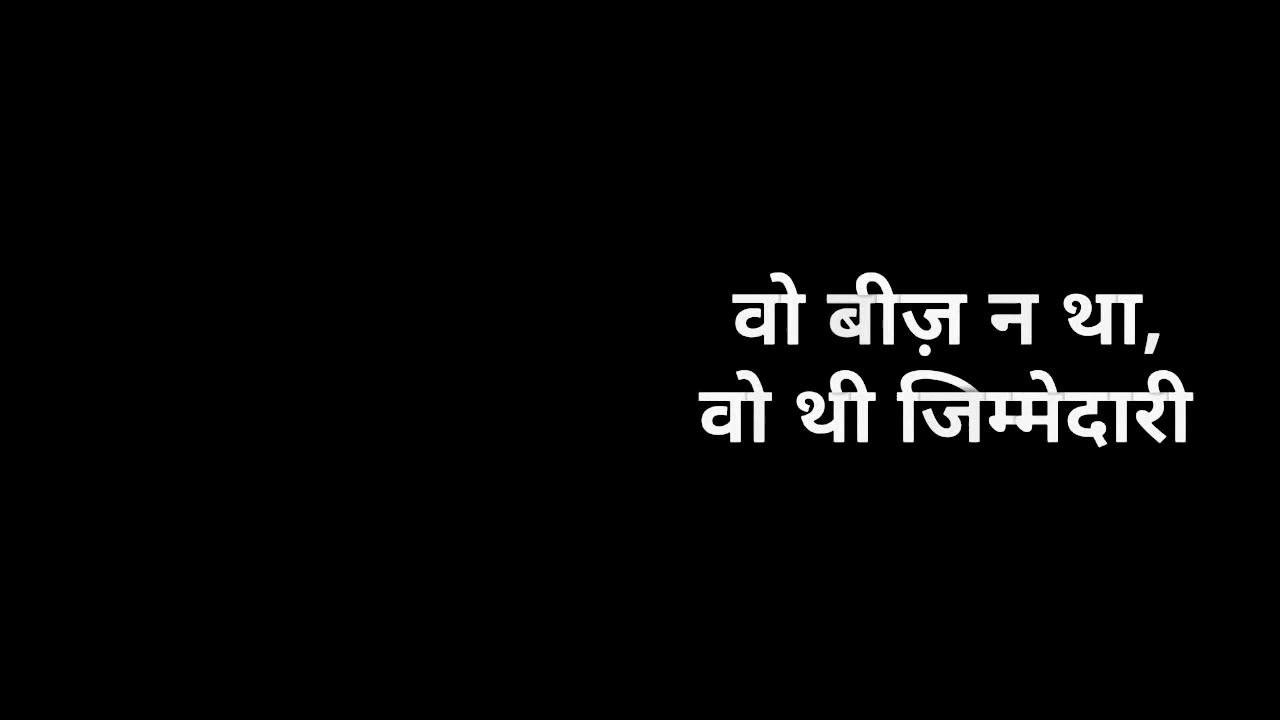 वो बीज़ न था,
वो थी जिम्मेदारी